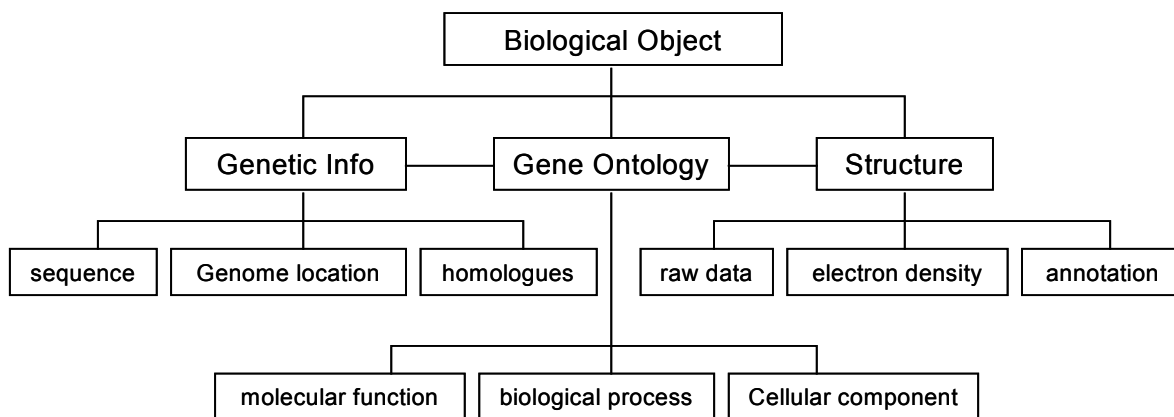 Biological Object
Genetic Info
Gene Ontology
Structure
sequence
Genome location
homologues
raw data
electron density
annotation
molecular function
biological process
Cellular component